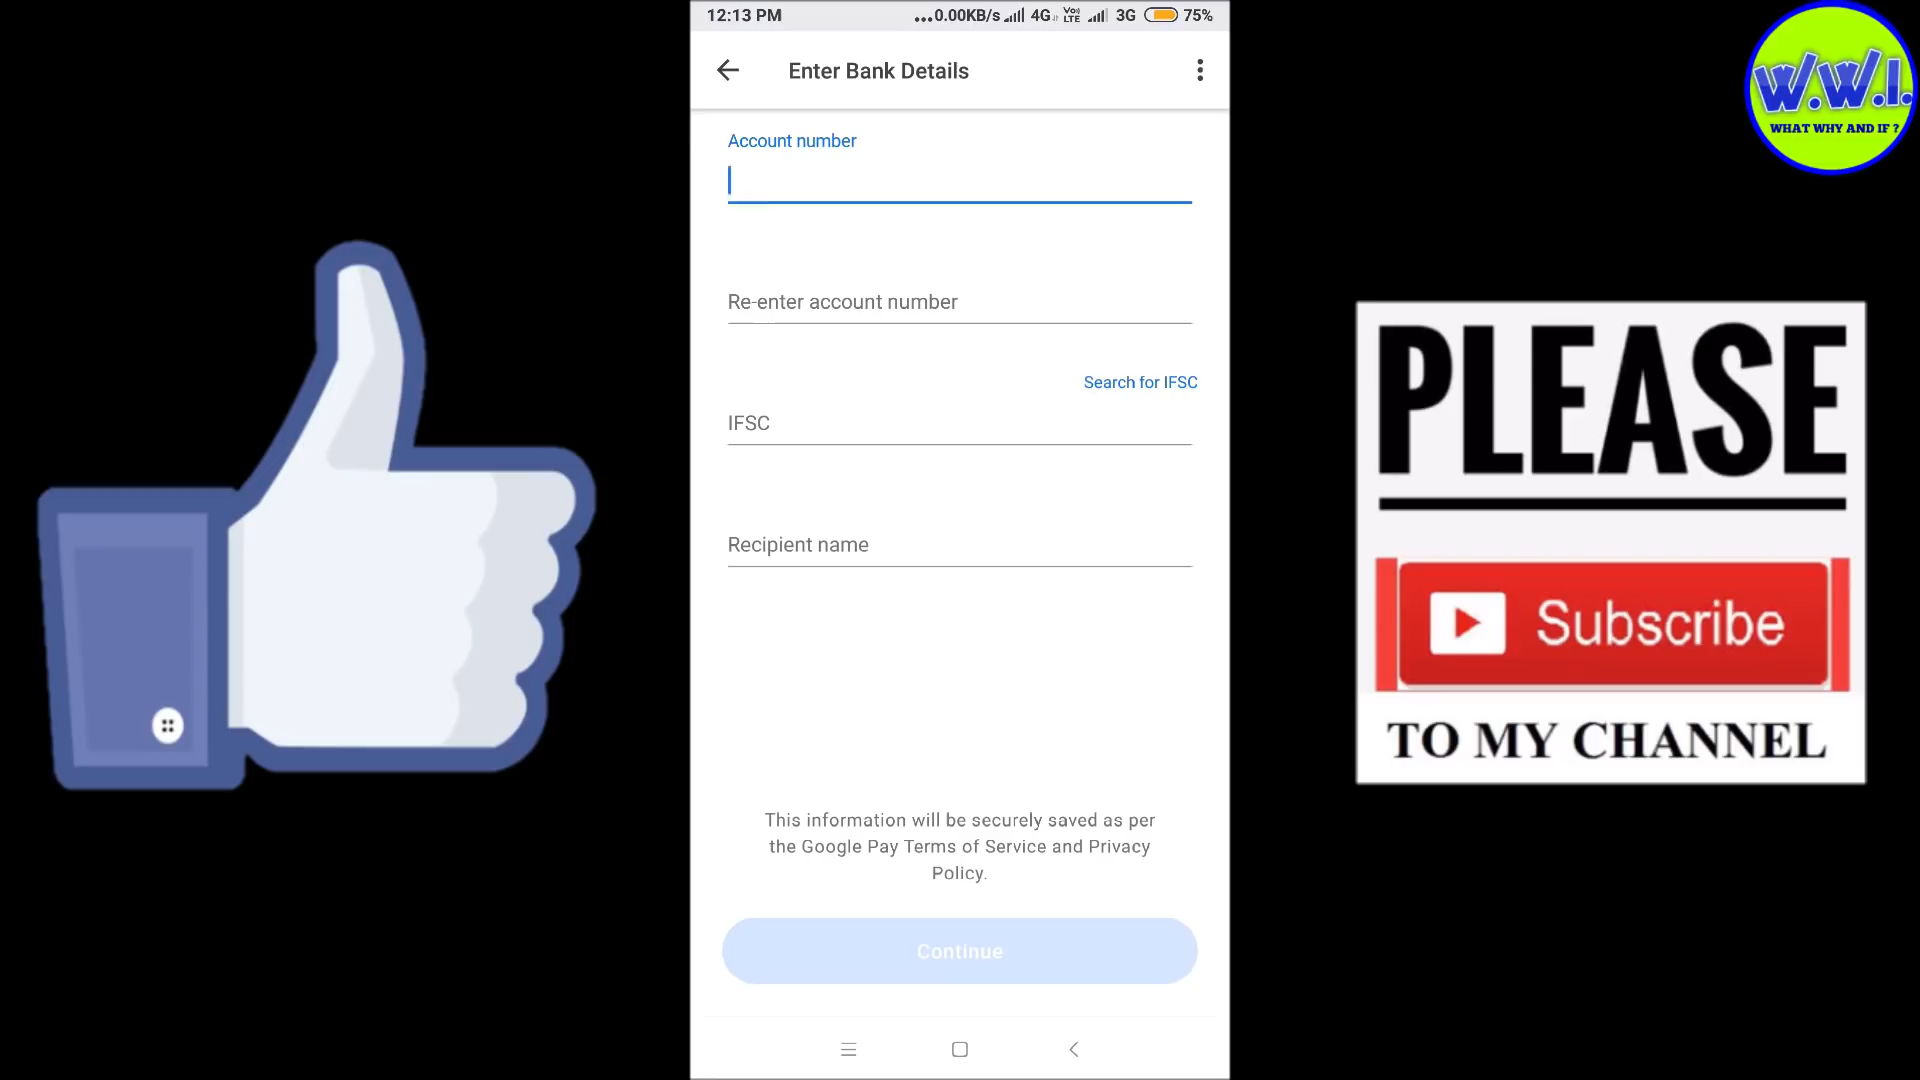 12:13 PM
...0.00KB/s 4G Vo) LTE 3G 75%
Enter Bank Details
Account number
Re-enter account number
Search for IFSC
IFSC
Recipient name
This information will be securely saved as per
the Google Pay Terms of Service and Privacy
Policy.
Continue
W.W.I.
WHAT WHY AND IF ?
PLEASE
Subscribe
TO MY CHANNEL